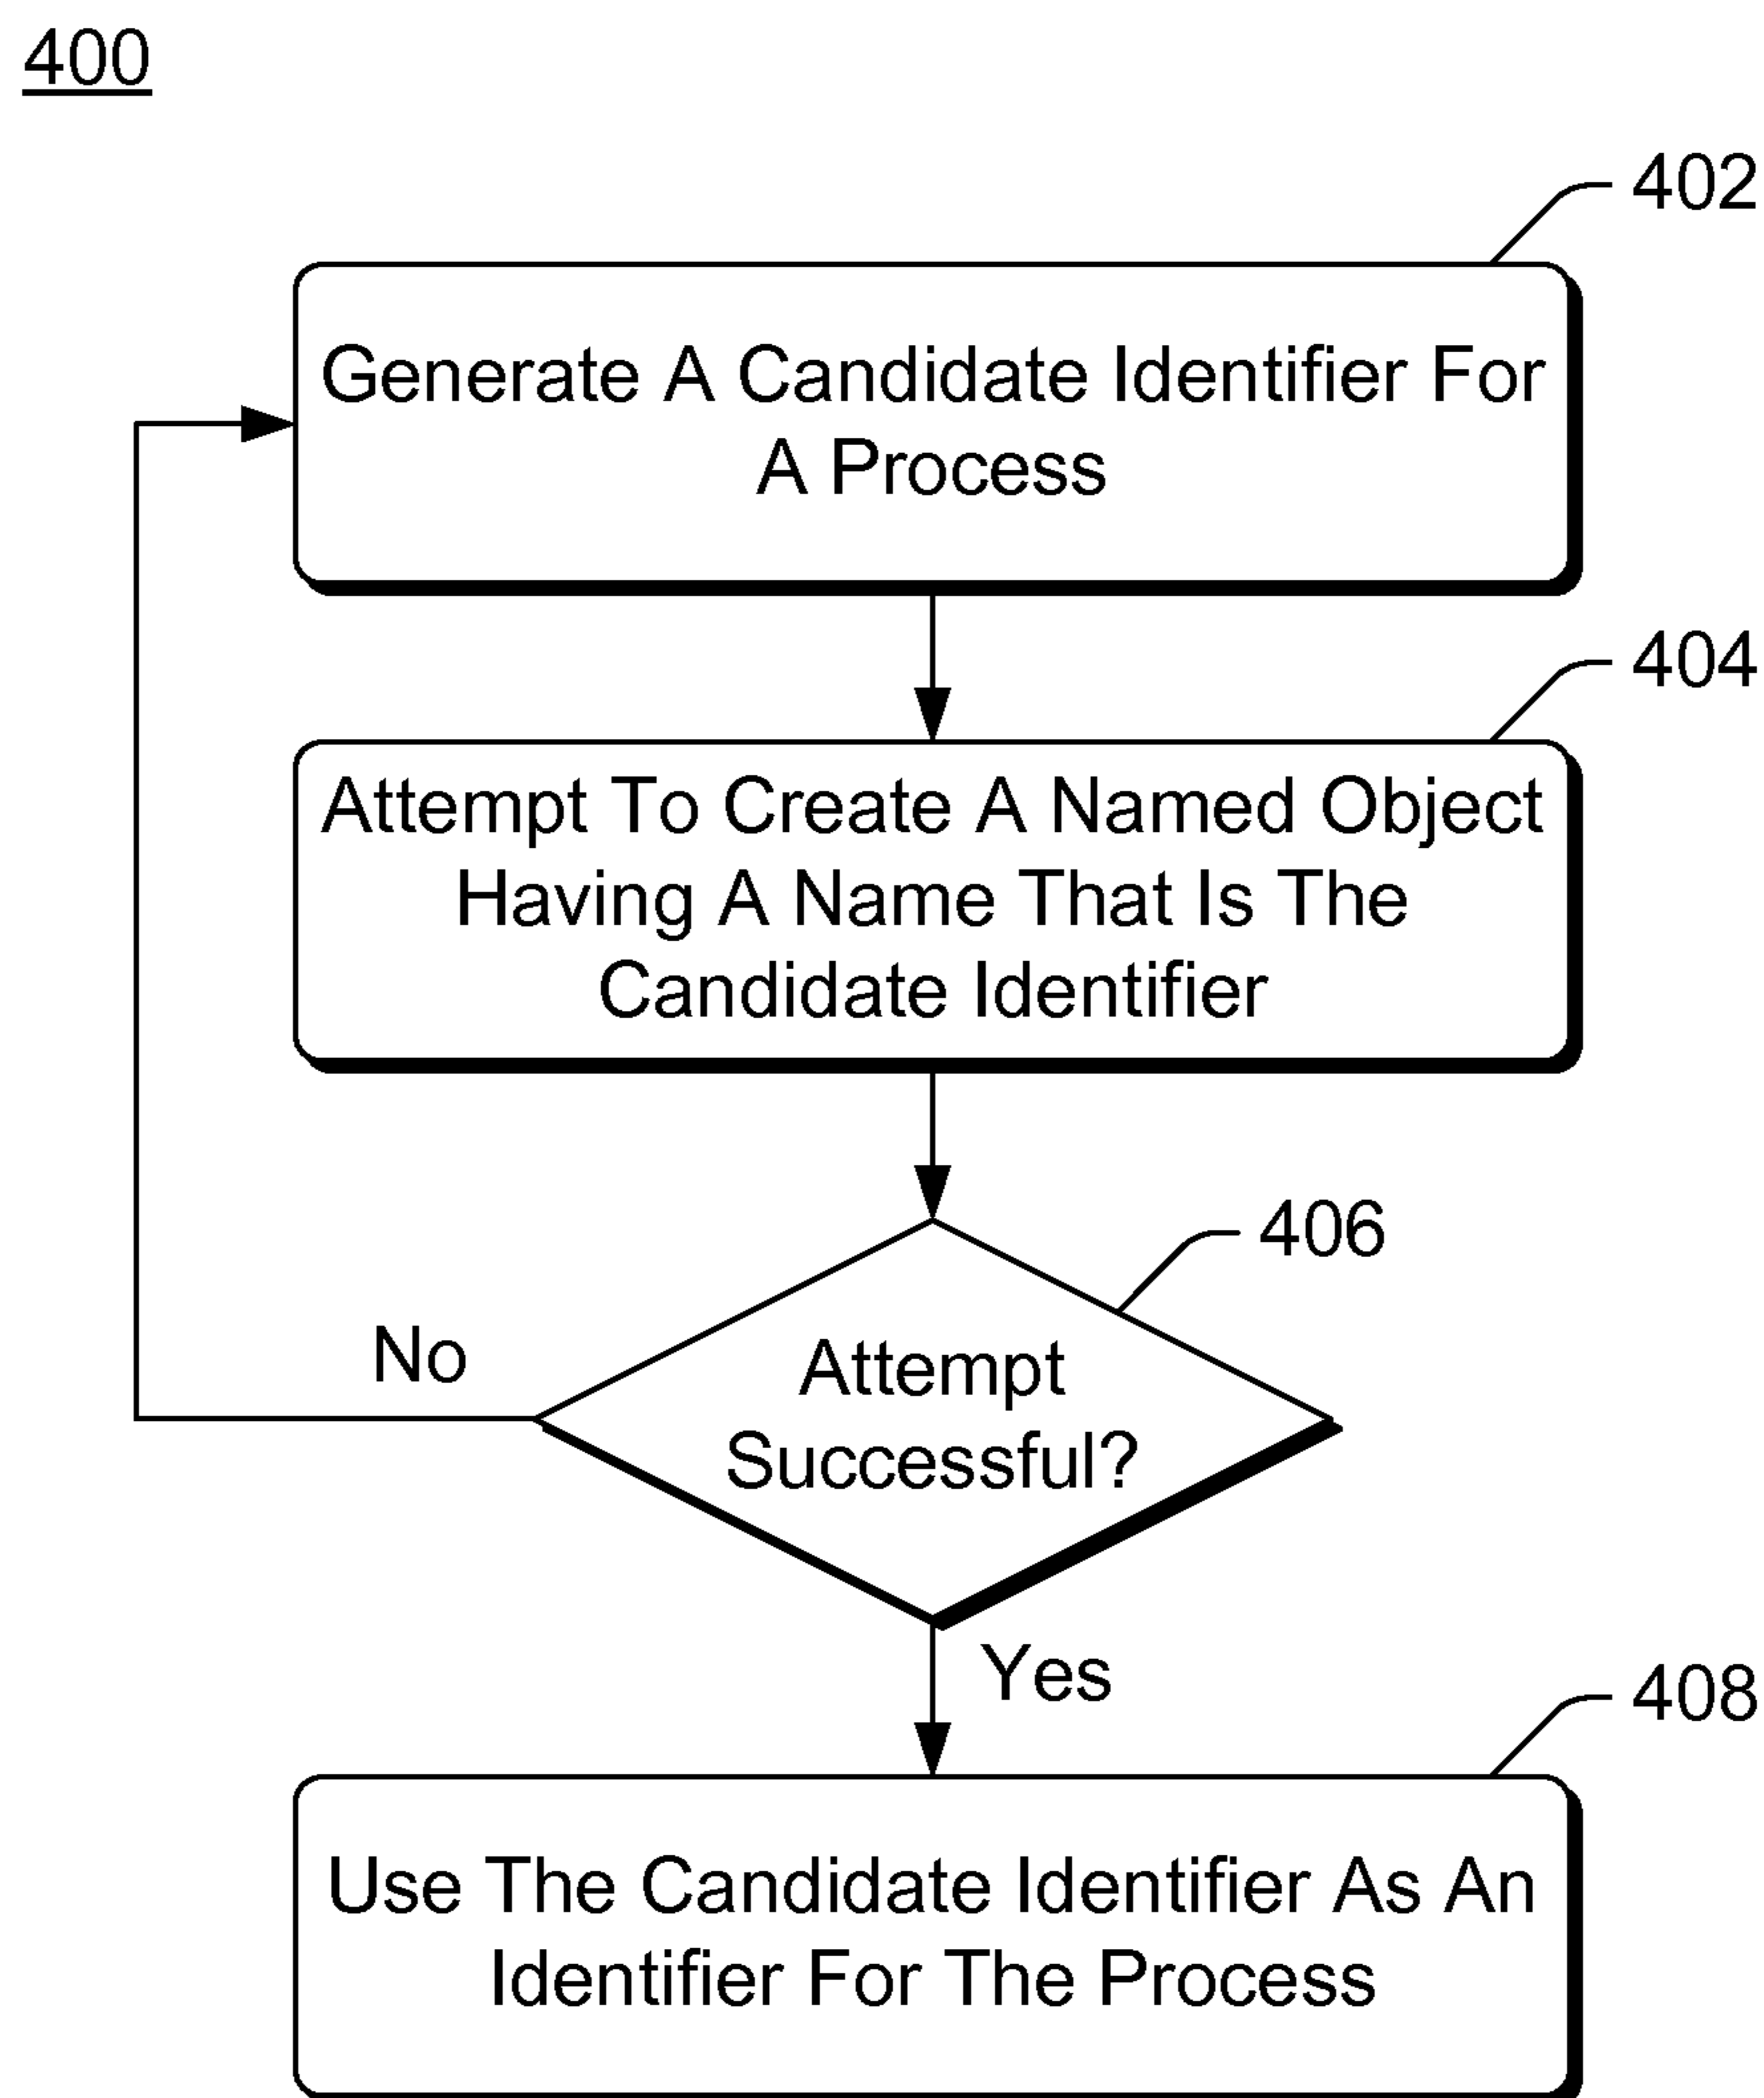 400
402
Generate A Candidate Identifier For
A Process
404
Attempt To Create A Named Object
Having A Name That Is The
Candidate Identifier
406
Attempt
Successful?
No
Yes
408
Use The Candidate Identifier As An
Identifier For The Process